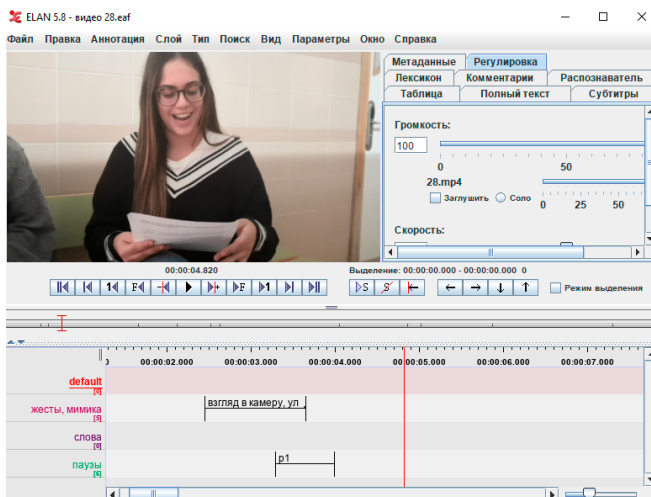 ELAN 5.8 - видео 28.eaf
Файл Правка Аннотация Слой Тип Поиск Вид Параметры Окно Справка
Метаданные Регулировка
Лексикон Комментарии Распознаватель
Таблица Полный текст Субтитры
Громкость:
100
0 50
28.mp4
Заглушить Соло 0 25 50
Скорость:
00:00:04.820 Выделение: 00:00:00.000 - 00:00:00.000 0
1 F F 1 S S Режим выделения
00:00:02.000 00:00:03.000 00:00:04.000 00:00:05.000 00:00:06.000 00:00:07.000
default
[0]
жесты, мимика взгляд в камеру, ул
[5]
слова
[0]
паузы р1
[6]